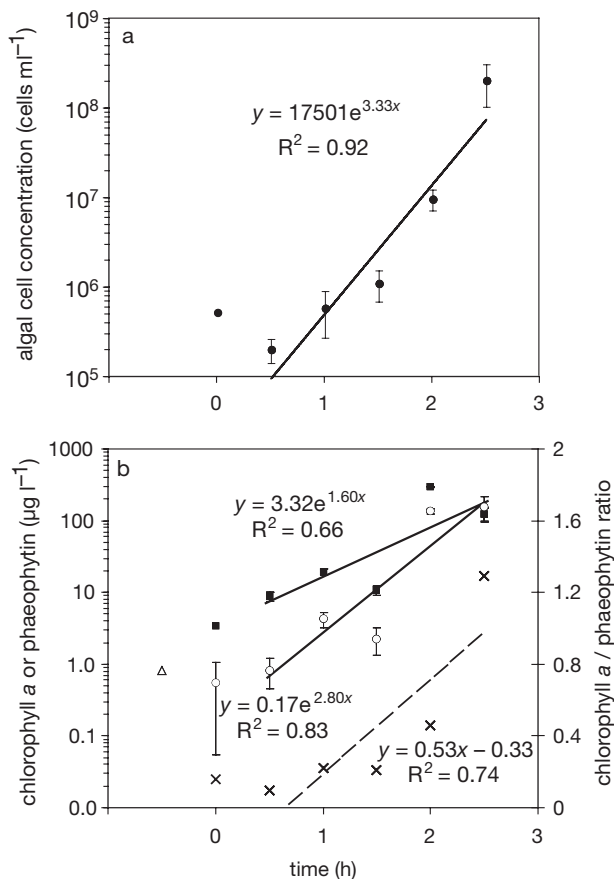 a
algal cell concentration (cells ml⁻¹)
10⁹
10⁸
10⁷
10⁶
10⁵
y = 17501e^3.33x
R² = 0.92
0 1 2 3
b
chlorophyll a or phaeophytin (µg l⁻¹)
1000
100
10
1.0
0.1
0.0
y = 3.32e^1.60x
R² = 0.66
y = 0.17e^2.80x
R² = 0.83
y = 0.53x – 0.33
R² = 0.74
2
1.6
1.2
0.8
0.4
0
chlorophyll a / phaeophytin ratio
0 1 2 3
time (h)